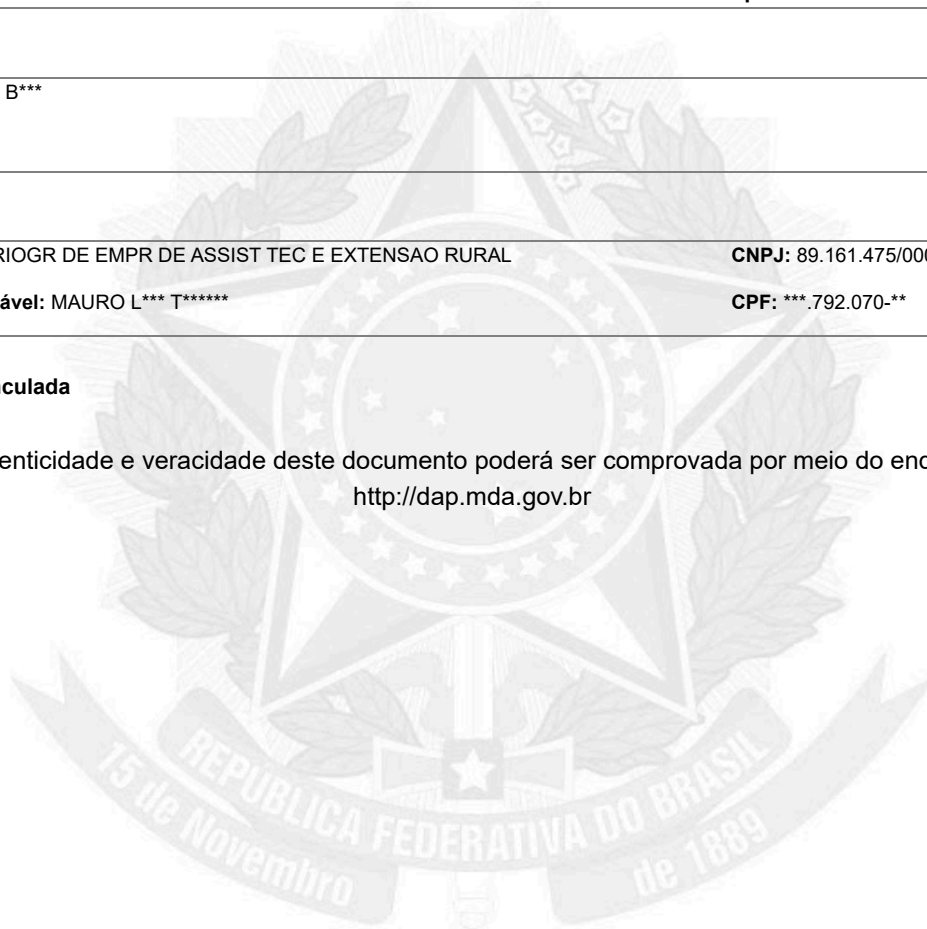 B***
RIOGR DE EMPR DE ASSIST TEC E EXTENSAO RURAL CNPJ: 89.161.475/000
ável: MAURO L*** T****** CPF: ***.792.070-**
culada
enticidade e veracidade deste documento poderá ser comprovada por meio do end
http://dap.mda.gov.br
REPUBLICA FEDERATIVA DO BRASIL
15 de Novembro de 1889